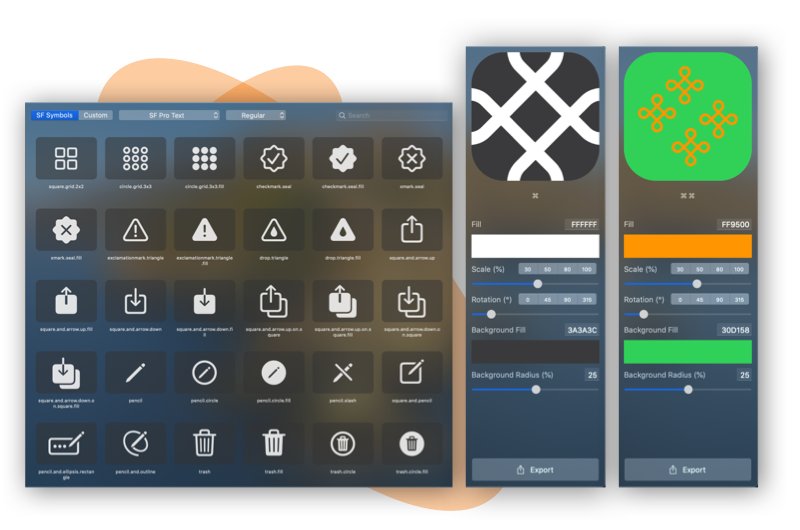 SF Symbols Custom SF Pro Text Regular Search
square.grid.2x2 circle.grid.3x3 circle.grid.3x3.fill checkmark.seal checkmark.seal.fill xmark.seal
xmark.seal.fill exclamationmark.triangle exclamationmark.triangle drop.triangle drop.triangle.fill square.and.arrow.up
.fill
square.and.arrow.up.fill square.and.arrow.down square.and.arrow.down.fi square.and.arrow.up.on.s square.and.arrow.up.on.s square.and.arrow.down.o
ll quare quare.fill n.square
square.and.arrow.down.o pencil pencil.circle pencil.circle.fill pencil.slash square.and.pencil
n.square.fill
pencil.and.ellipsis.rectan pencil.and.outline trash trash.fill trash.circle trash.circle.fill
gle
⌘
Fill FFFFFF
Scale (%) 30 50 80 100
Rotation (°) 0 45 90 315
Background Fill 3A3A3C
Background Radius (%) 25
Export
⌘⌘
Fill FF9500
Scale (%) 30 50 80 100
Rotation (°) 0 45 90 315
Background Fill 30D158
Background Radius (%) 25
Export